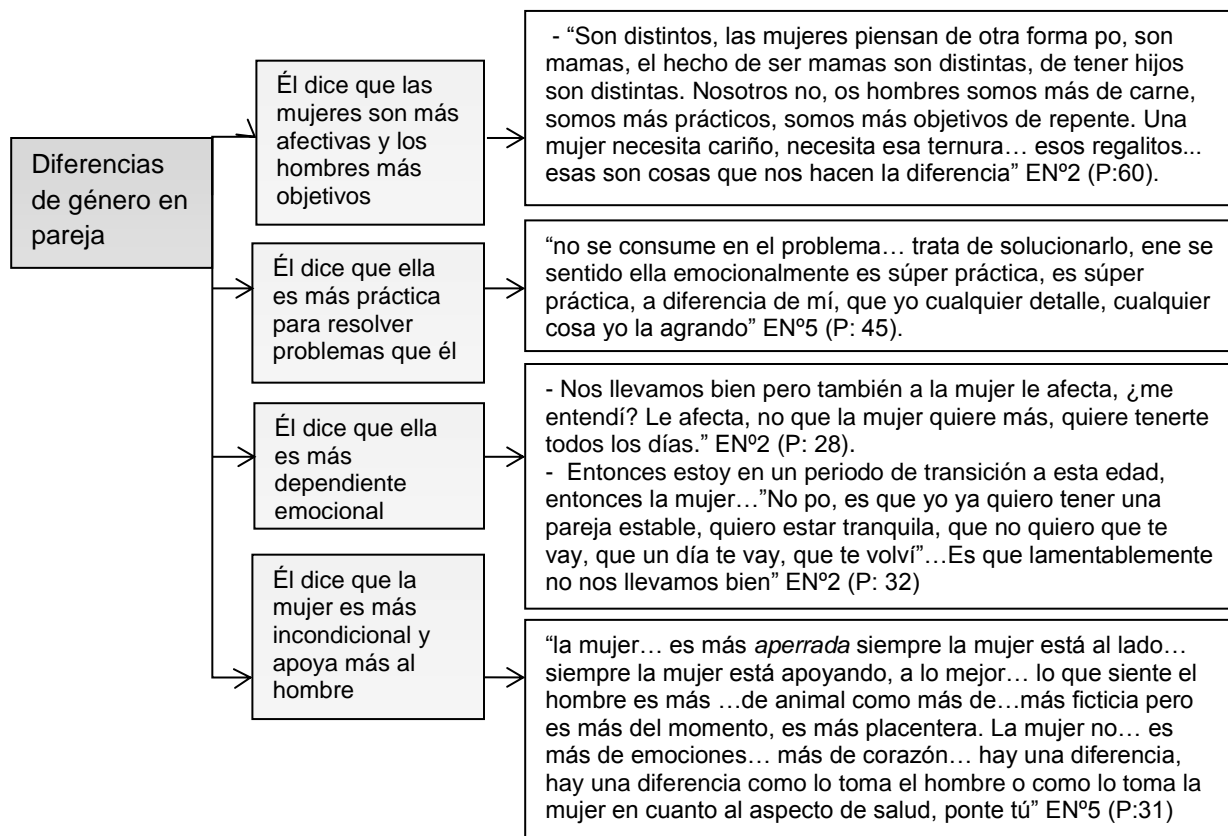 Diferencias
de género en
pareja
Él dice que las
mujeres son más
afectivas y los
hombres más
objetivos
- “Son distintos, las mujeres piensan de otra forma po, son
mamas, el hecho de ser mamas son distintas, de tener hijos
son distintas. Nosotros no, os hombres somos más de carne,
somos más prácticos, somos más objetivos de repente. Una
mujer necesita cariño, necesita esa ternura… esos regalitos...
esas son cosas que nos hacen la diferencia” ENº2 (P:60).
Él dice que ella
es más práctica
para resolver
problemas que él
“no se consume en el problema… trata de solucionarlo, ene se
sentido ella emocionalmente es súper práctica, es súper
práctica, a diferencia de mí, que yo cualquier detalle, cualquier
cosa yo la agrando” ENº5 (P: 45).
Él dice que ella
es más
dependiente
emocional
- Nos llevamos bien pero también a la mujer le afecta, ¿me
entendí? Le afecta, no que la mujer quiere más, quiere tenerte
todos los días.” ENº2 (P: 28).
- Entonces estoy en un periodo de transición a esta edad,
entonces la mujer…”No po, es que yo ya quiero tener una
pareja estable, quiero estar tranquila, que no quiero que te
vay, que un día te vay, que te volví”…Es que lamentablemente
no nos llevamos bien” ENº2 (P: 32)
Él dice que la
mujer es más
incondicional y
apoya más al
hombre
“la mujer… es más aperrada siempre la mujer está al lado…
siempre la mujer está apoyando, a lo mejor… lo que siente el
hombre es más …de animal como más de…más ficticia pero
es más del momento, es más placentera. La mujer no… es
más de emociones… más de corazón… hay una diferencia,
hay una diferencia como lo toma el hombre o como lo toma la
mujer en cuanto al aspecto de salud, ponte tú” ENº5 (P:31)